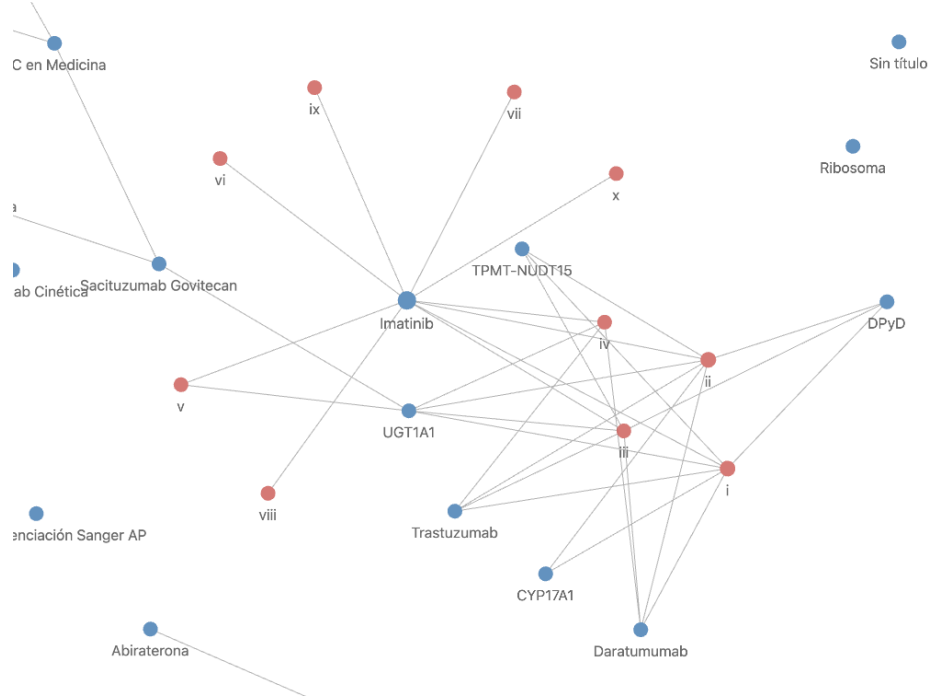 C en Medicina
Sin título
ix
vii
Ribosoma
vi
x
a
TPMT-NUDT15
ab Cinética
Sacituzumab Govitecan
Imatinib
DPyD
iv
ii
v
UGT1A1
iii
i
viii
Trastuzumab
enciación Sanger AP
CYP17A1
Abiraterona
Daratumumab